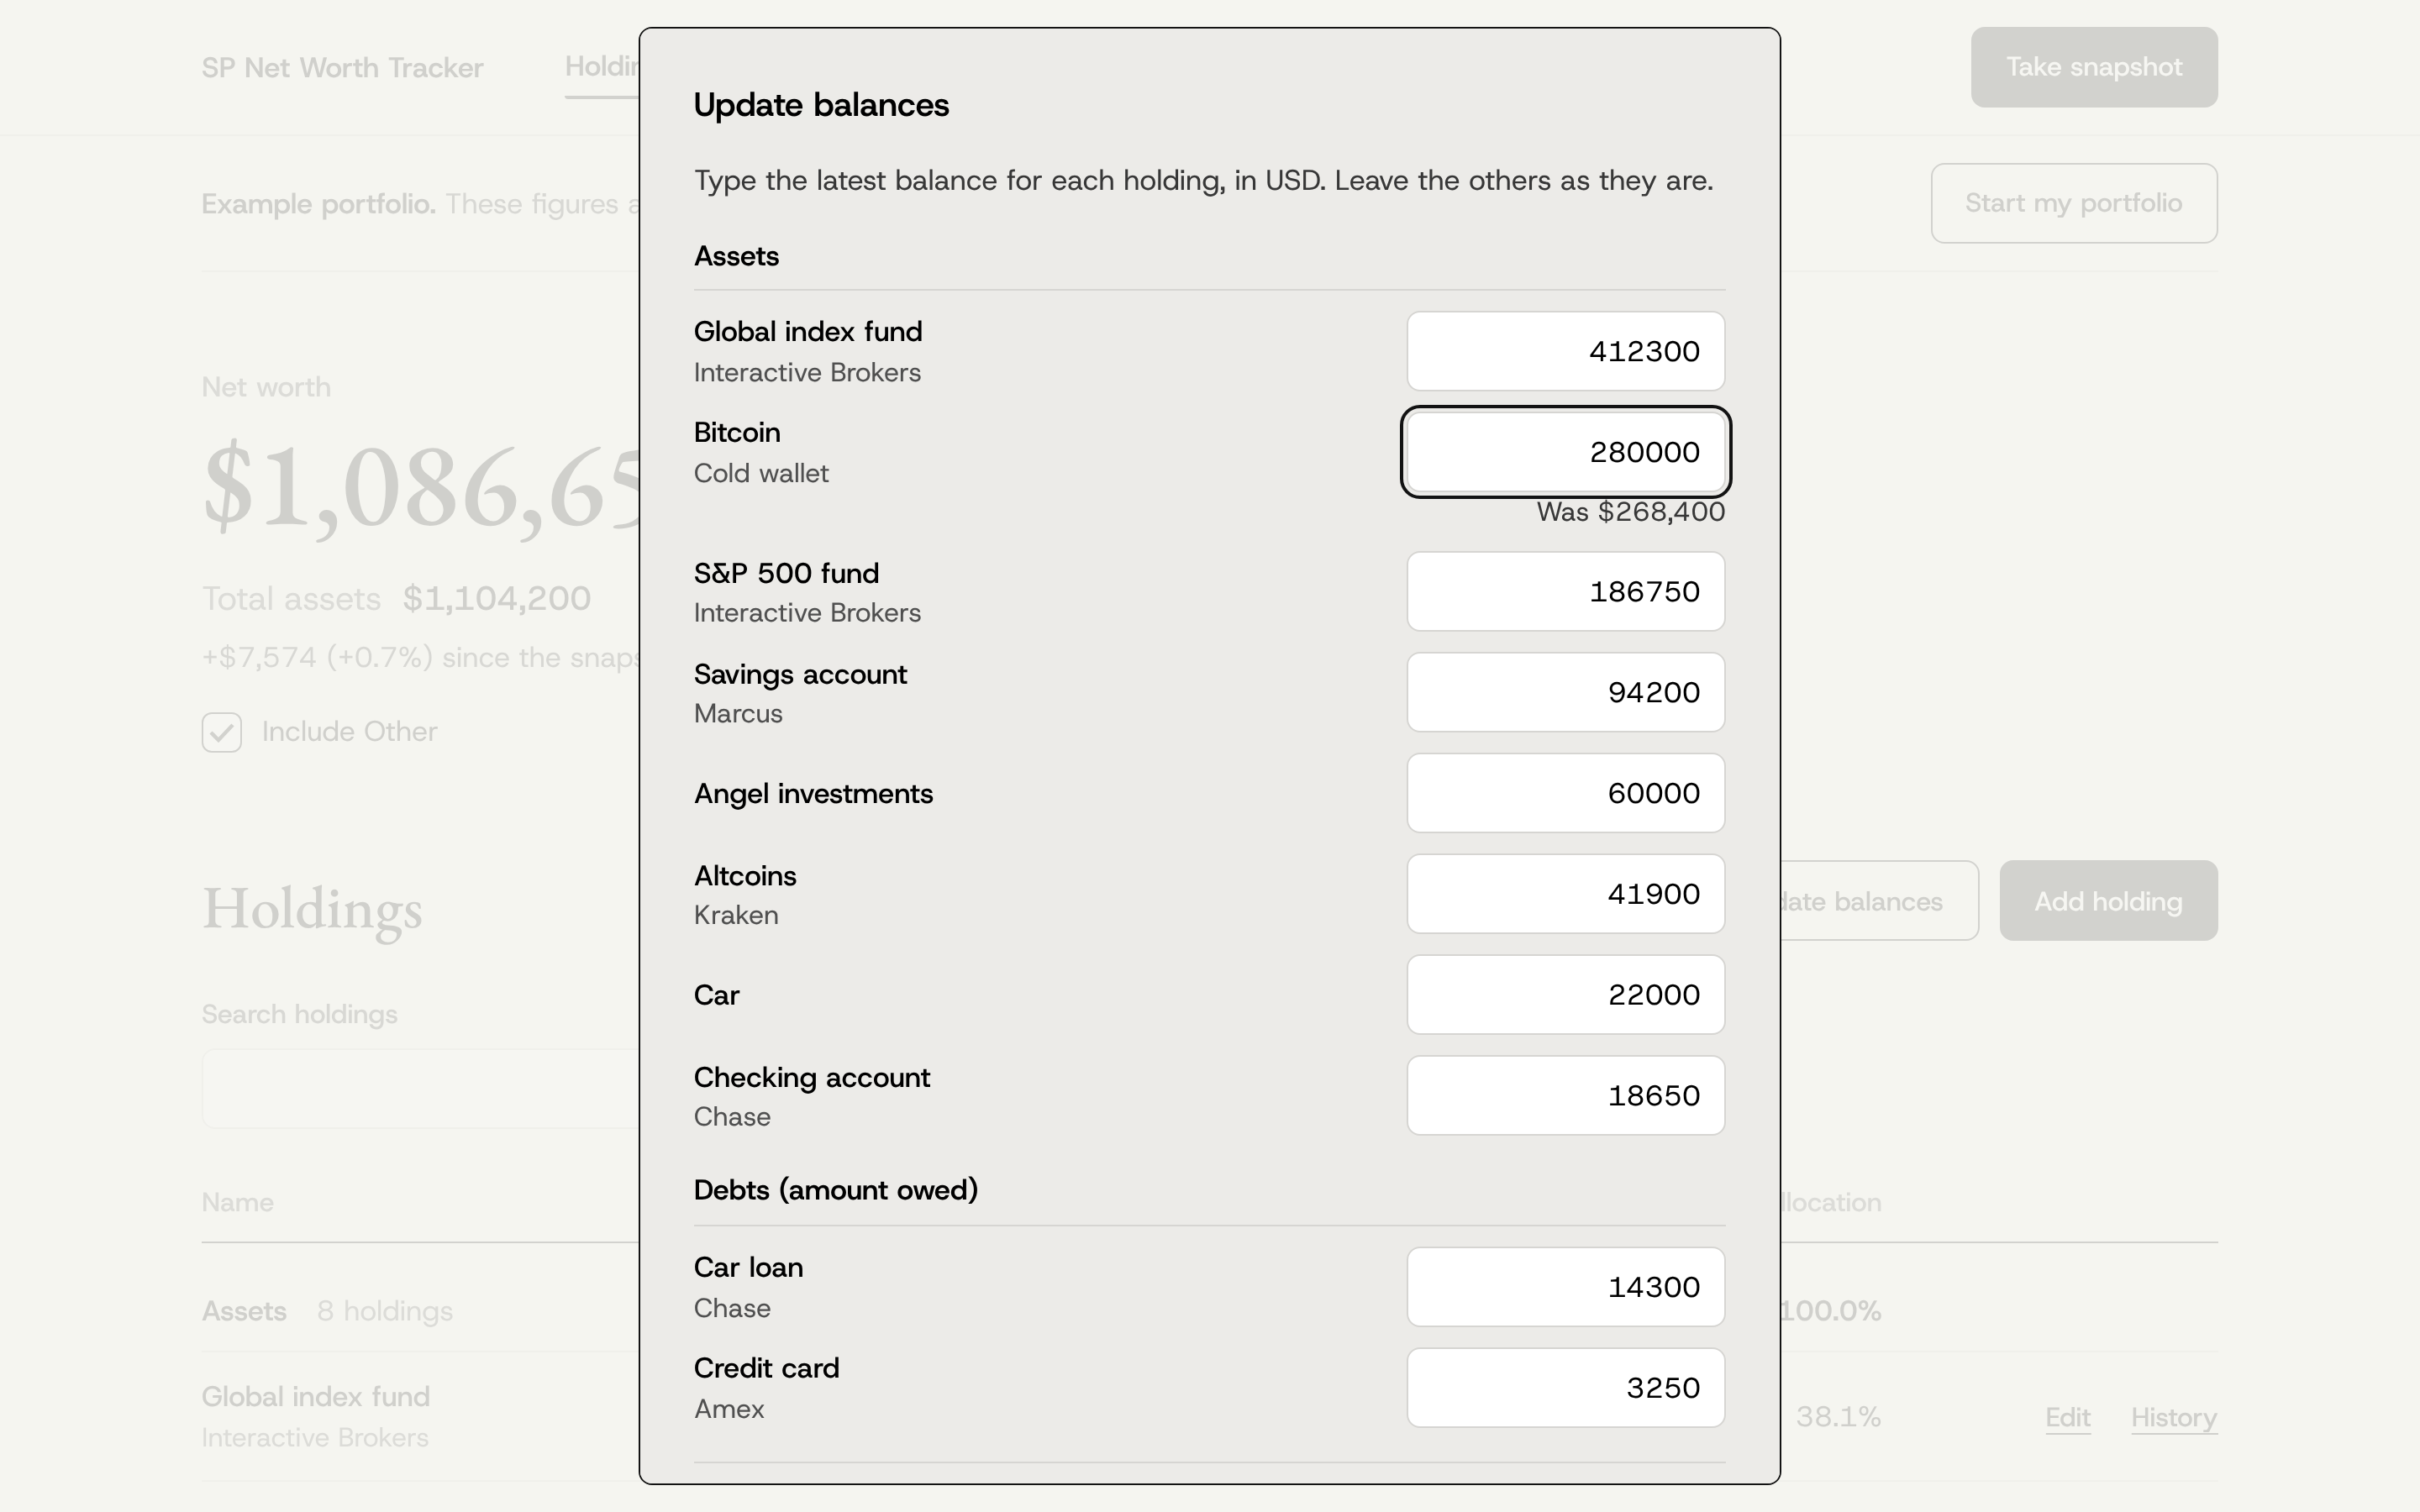 SP Net Worth Tracker
Take snapshot
Example portfolio. These figures
Start my portfolio
Net worth
Total assets $1,104,200
+$7,574 (+0.7%) since the
Include Other
Holdings
balances
Add holding
Search holdings
Name
Assets 8 holdings
100.0%
Global index fund
Interactive Brokers
38.1%
Edit
History
Update balances
Type the latest balance for each holding, in USD. Leave the others as they are.
Assets
Global index fund
Interactive Brokers
412300
Bitcoin
Cold wallet
280000
Was $268,400
S&P 500 fund
Interactive Brokers
186750
Savings account
Marcus
94200
Angel investments
60000
Altcoins
Kraken
41900
Car
22000
Checking account
Chase
18650
Debts (amount owed)
Car loan
Chase
14300
Credit card
Amex
3250